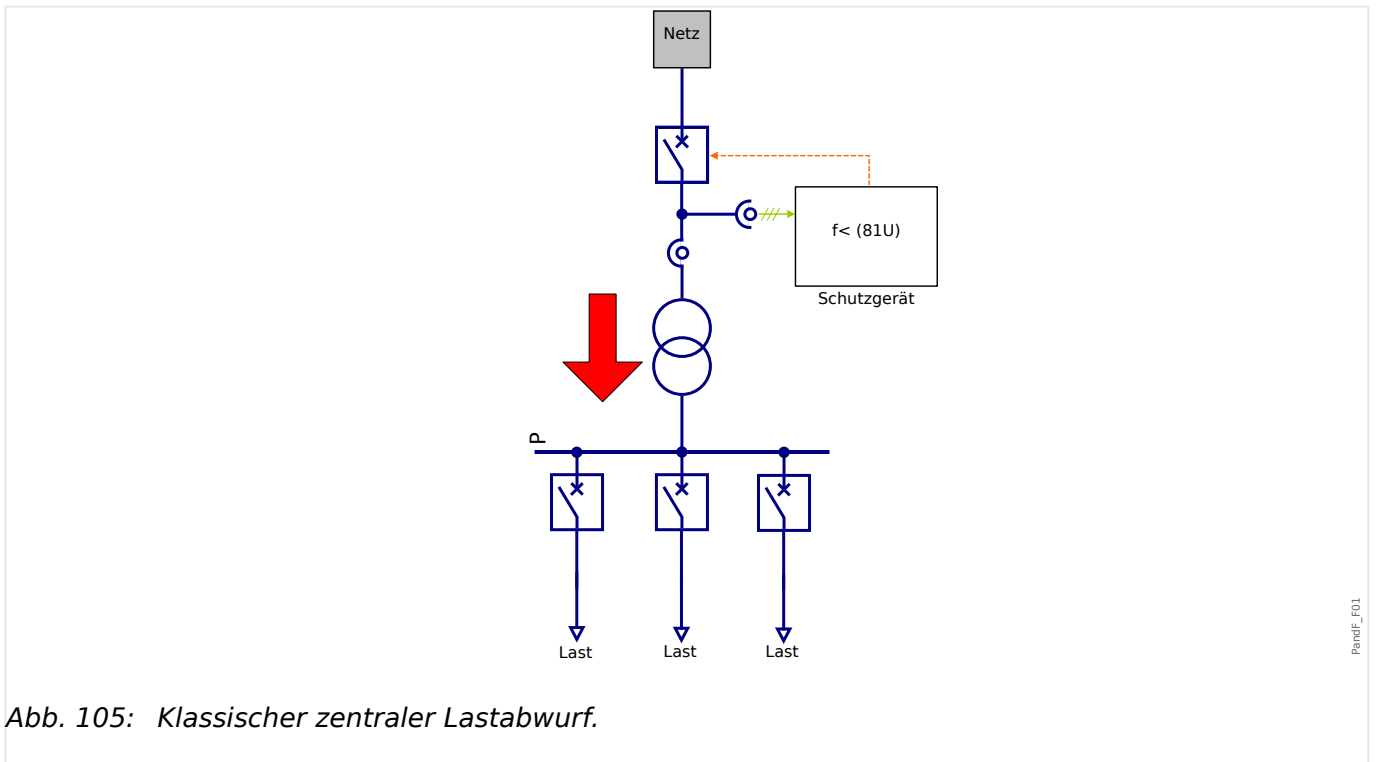 Netz
f< (81U)
Schutzgerät
P
Last
Last
Last
PandF_F01
Abb. 105: Klassischer zentraler Lastabwurf.